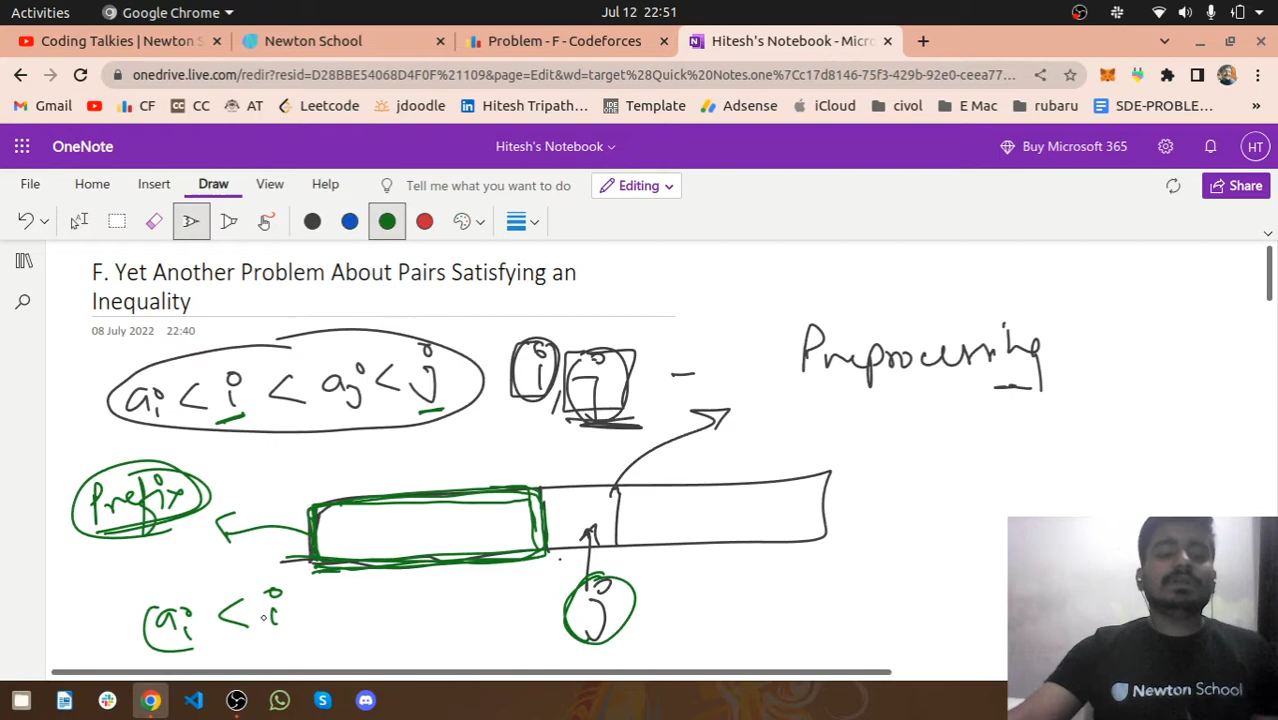 Activities Google Chrome Jul 12 22:51
Coding Talkies | Newton S Newton School Problem - F - Codeforces Hitesh's Notebook - Micro
onedrive.live.com/redir?resid=D28BBE54068D4F0F%21109&page=Edit&wd=target%28Quick%20Notes.one%7Cc17d8146-75f3-429b-92e0-ceea77...
Gmail CF CC AT Leetcode jdoodle Hitesh Tripath... Template Adsense iCloud civol E Mac rubaru SDE-PROBLE...
OneNote Hitesh's Notebook Buy Microsoft 365 HT
File Home Insert Draw View Help Tell me what you want to do Editing Share
F. Yet Another Problem About Pairs Satisfying an
Inequality
08 July 2022 22:40
ai < i < aj < j i, j - Preprocessing
Prefix
ai < i j
Newton School